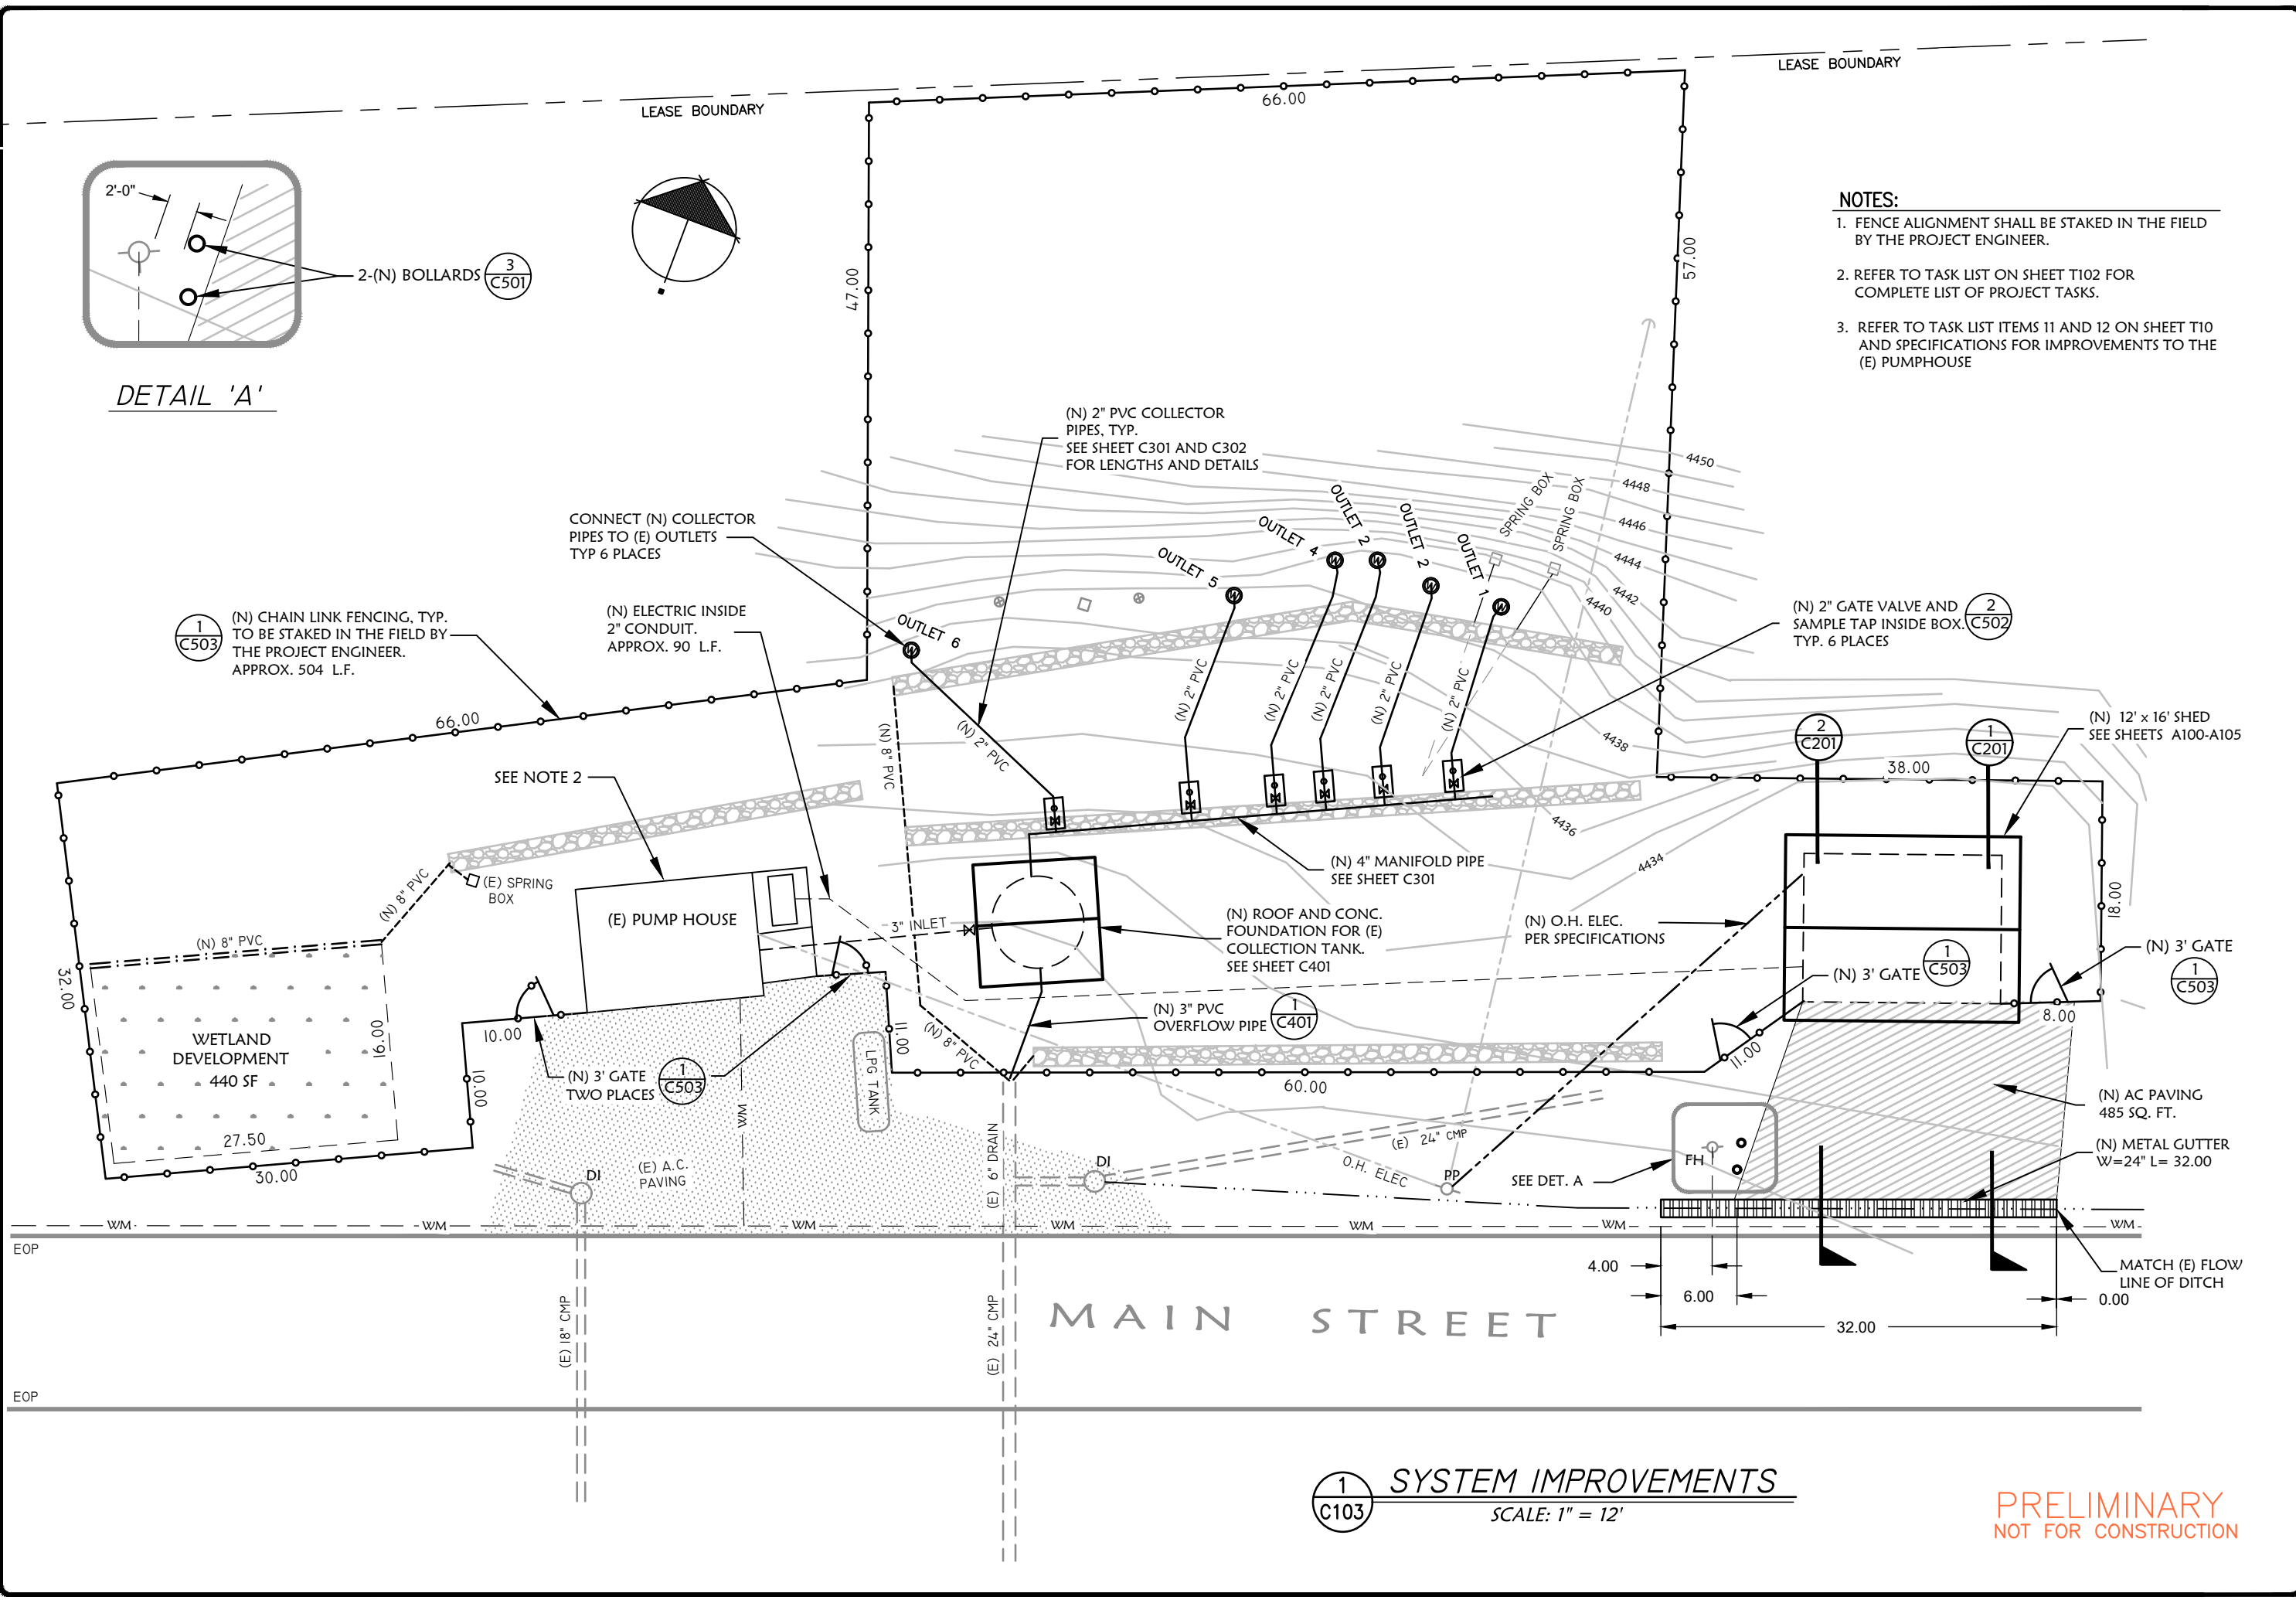 LEASE BOUNDARY
LEASE BOUNDARY
66.00
2'-0"
2-(N) BOLLARDS
3
C501
DETAIL 'A'
47.00
57.00
NOTES:
1. FENCE ALIGNMENT SHALL BE STAKED IN THE FIELD
BY THE PROJECT ENGINEER.
2. REFER TO TASK LIST ON SHEET T102 FOR
COMPLETE LIST OF PROJECT TASKS.
3. REFER TO TASK LIST ITEMS 11 AND 12 ON SHEET T10
AND SPECIFICATIONS FOR IMPROVEMENTS TO THE
(E) PUMPHOUSE
(N) 2" PVC COLLECTOR
PIPES, TYP.
SEE SHEET C301 AND C302
FOR LENGTHS AND DETAILS
CONNECT (N) COLLECTOR
PIPES TO (E) OUTLETS
TYP 6 PLACES
1
C503
(N) CHAIN LINK FENCING, TYP.
TO BE STAKED IN THE FIELD BY
THE PROJECT ENGINEER.
APPROX. 504 L.F.
(N) ELECTRIC INSIDE
2" CONDUIT.
APPROX. 90 L.F.
OUTLET 6
OUTLET 5
OUTLET 4
OUTLET 2
OUTLET 2
OUTLET 1
SPRING BOX
SPRING BOX
4450
4448
4446
4444
4442
4440
4438
4436
4434
(N) 2" GATE VALVE AND
SAMPLE TAP INSIDE BOX.
TYP. 6 PLACES
2
C502
(N) 2" PVC
(N) 2" PVC
(N) 2" PVC
(N) 2" PVC
(N) 2" PVC
(N) 2" PVC
(N) 8" PVC
66.00
SEE NOTE 2
2
C201
1
C201
(N) 12' x 16' SHED
SEE SHEETS A100-A105
38.00
18.00
(N) 4" MANIFOLD PIPE
SEE SHEET C301
(E) SPRING
BOX
(N) 8" PVC
(N) 8" PVC
(E) PUMP HOUSE
3" INLET
(N) ROOF AND CONC.
FOUNDATION FOR (E)
COLLECTION TANK.
SEE SHEET C401
(N) O.H. ELEC.
PER SPECIFICATIONS
(N) 3' GATE
1
C503
(N) 3' GATE
1
C503
8.00
11.00
32.00
WETLAND
DEVELOPMENT
440 SF
16.00
27.50
30.00
10.00
10.00
(N) 3' GATE
TWO PLACES
1
C503
LPG TANK
11.00
(N) 8" PVC
(N) 3" PVC
OVERFLOW PIPE
1
C401
60.00
(N) AC PAVING
485 SQ. FT.
(N) METAL GUTTER
W=24" L= 32.00
WM
(E) A.C.
PAVING
DI
DI
(E) 6" DRAIN
(E) 24" CMP
O.H. ELEC
PP
SEE DET. A
FH
WM
WM
WM
WM
WM
WM
WM
EOP
MATCH (E) FLOW
LINE OF DITCH
4.00
6.00
0.00
32.00
(E) 18" CMP
(E) 24" CMP
MAIN STREET
EOP
1
C103
SYSTEM IMPROVEMENTS
SCALE: 1" = 12'
PRELIMINARY
NOT FOR CONSTRUCTION